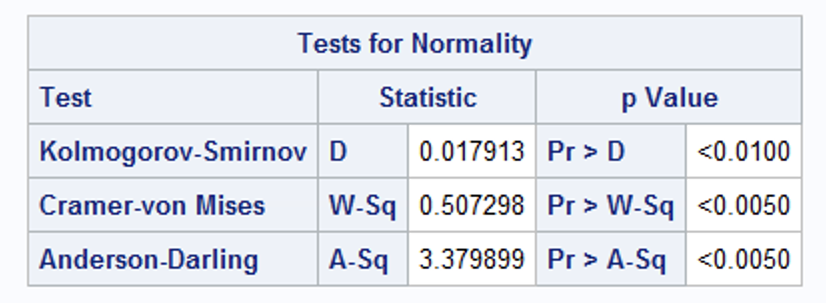 Tests for Normality
Test Statistic p Value
Kolmogorov-Smirnov D 0.017913 Pr > D <0.0100
Cramer-von Mises W-Sq 0.507298 Pr > W-Sq <0.0050
Anderson-Darling A-Sq 3.379899 Pr > A-Sq <0.0050